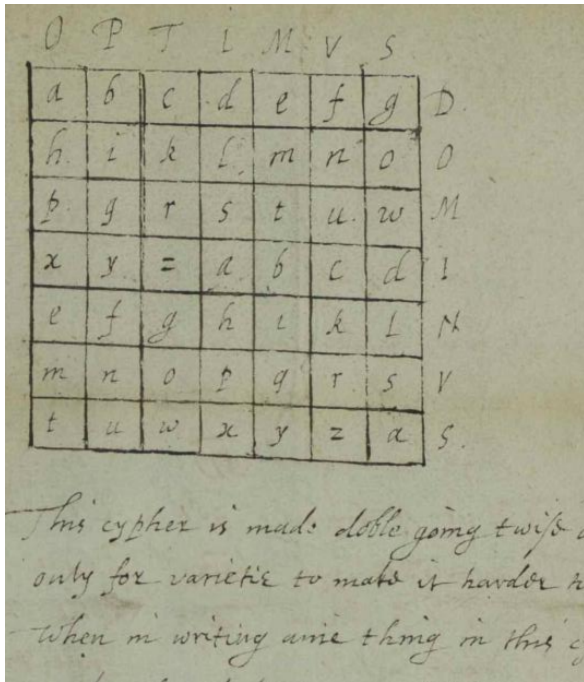 O P T I M V S
a b c d e f g D.
h i k l m n o O
p q r s t u w M
x y = a b c d I
e f g h i k l N
m n o p q r s V
t u w x y z a S.
This cypher is made doble going twise
only for varietie to make it harder
When in writing anie thing in this